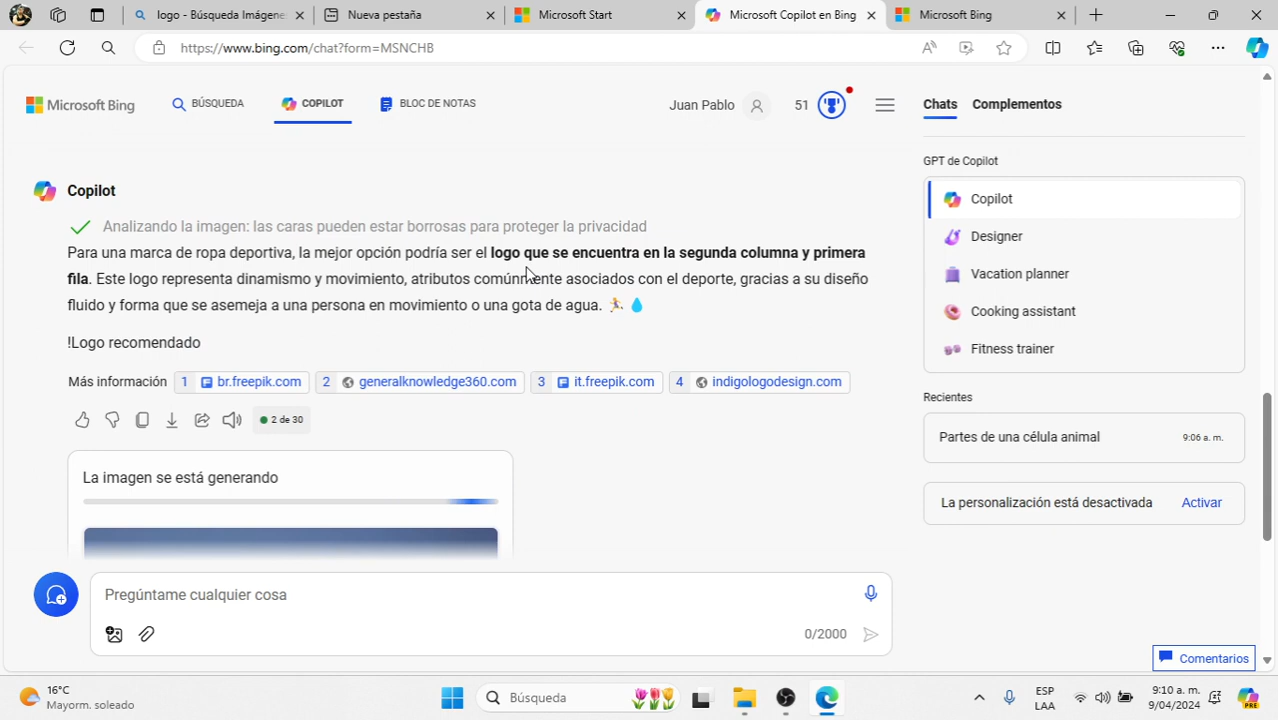 logo - Búsqueda Imágene
Nueva pestaña
Microsoft Start
Microsoft Copilot en Bing
Microsoft Bing
https://www.bing.com/chat?form=MSNCHB
Microsoft Bing
BÚSQUEDA
COPILOT
BLOC DE NOTAS
Juan Pablo
51
Chats
Complementos
Copilot
Analizando la imagen: las caras pueden estar borrosas para proteger la privacidad
Para una marca de ropa deportiva, la mejor opción podría ser el logo que se encuentra en la segunda columna y primera
fila. Este logo representa dinamismo y movimiento, atributos comúnmente asociados con el deporte, gracias a su diseño
fluido y forma que se asemeja a una persona en movimiento o una gota de agua. 🏃 💧
!Logo recomendado
Más información
1 br.freepik.com
2 generalknowledge360.com
3 it.freepik.com
4 indigologodesign.com
2 de 30
La imagen se está generando
Pregúntame cualquier cosa
0/2000
GPT de Copilot
Copilot
Designer
Vacation planner
Cooking assistant
Fitness trainer
Recientes
Partes de una célula animal
9:06 a. m.
La personalización está desactivada
Activar
Comentarios
16°C
Mayorm. soleado
Búsqueda
ESP
LAA
9:10 a. m.
9/04/2024
PRE